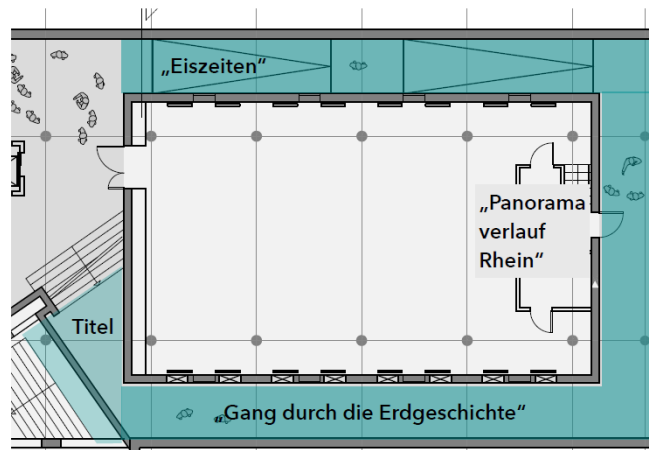 „Eiszeiten“
„Panorama
verlauf
Rhein“
Titel
„Gang durch die Erdgeschichte“